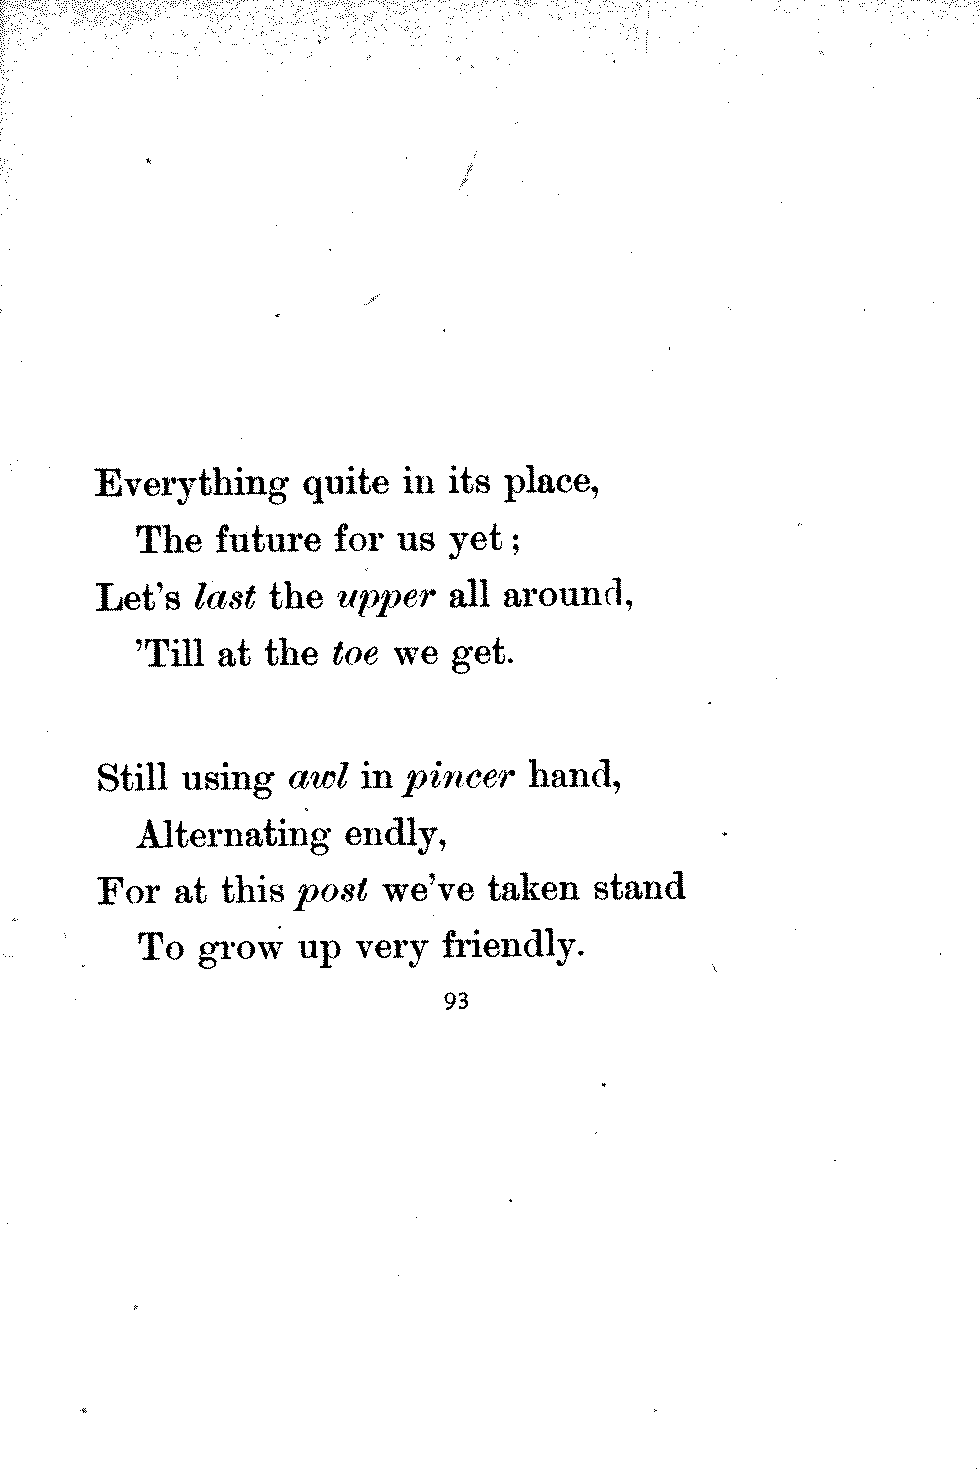 Everything quite in its place,
The future for us yet;
Let's last the upper all around,
'Till at the toe we get.
Still using awl in pincer hand,
Alternating endly,
For at this post we've taken stand
To grow up very friendly.
93